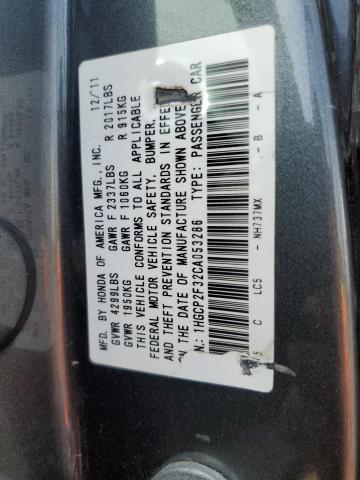 MFD. BY HONDA OF AMERICA MFG., INC. 12/11
GVWR 4299LBS GAWR F 2337LBS R 2017LBS
GVWR 1950KG GAWR F 1060KG R 915KG
THIS VEHICLE CONFORMS TO ALL APPLICABLE
FEDERAL MOTOR VEHICLE SAFETY, BUMPER,
AND THEFT PREVENTION STANDARDS IN EFFE
ON THE DATE OF MANUFACTURE SHOWN ABOVE
N: 1HGCP2F32CA053286 TYPE: PASSENGER CAR
5 C LC5 NH737MX - B - A